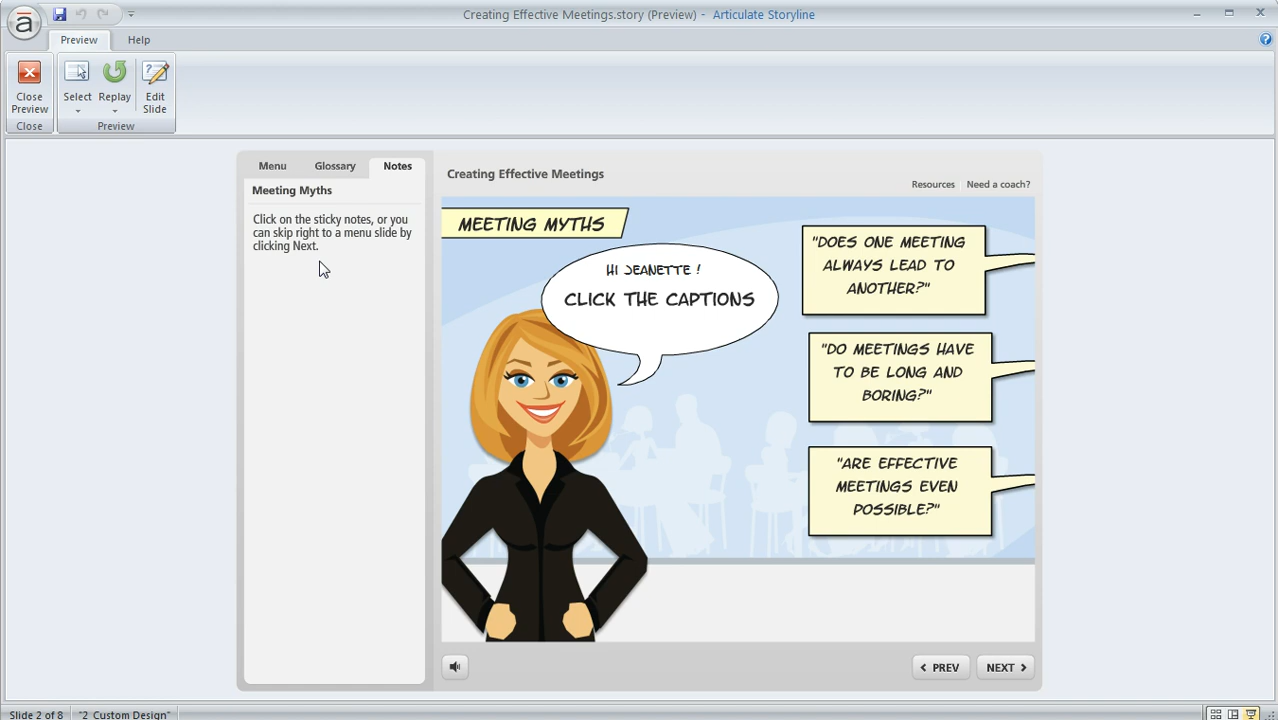 Creating Effective Meetings.story (Preview) - Articulate Storyline
Preview
Help
Close
Preview
Select
Replay
Edit
Slide
Close
Preview
Menu
Glossary
Notes
Meeting Myths
Click on the sticky notes, or you
can skip right to a menu slide by
clicking Next.
Creating Effective Meetings
Resources
Need a coach?
MEETING MYTHS
HI JEANETTE !
CLICK THE CAPTIONS
"DOES ONE MEETING
ALWAYS LEAD TO
ANOTHER?"
"DO MEETINGS HAVE
TO BE LONG AND
BORING?"
"ARE EFFECTIVE
MEETINGS EVEN
POSSIBLE?"
PREV
NEXT
Slide 2 of 8
"2_Custom Design"